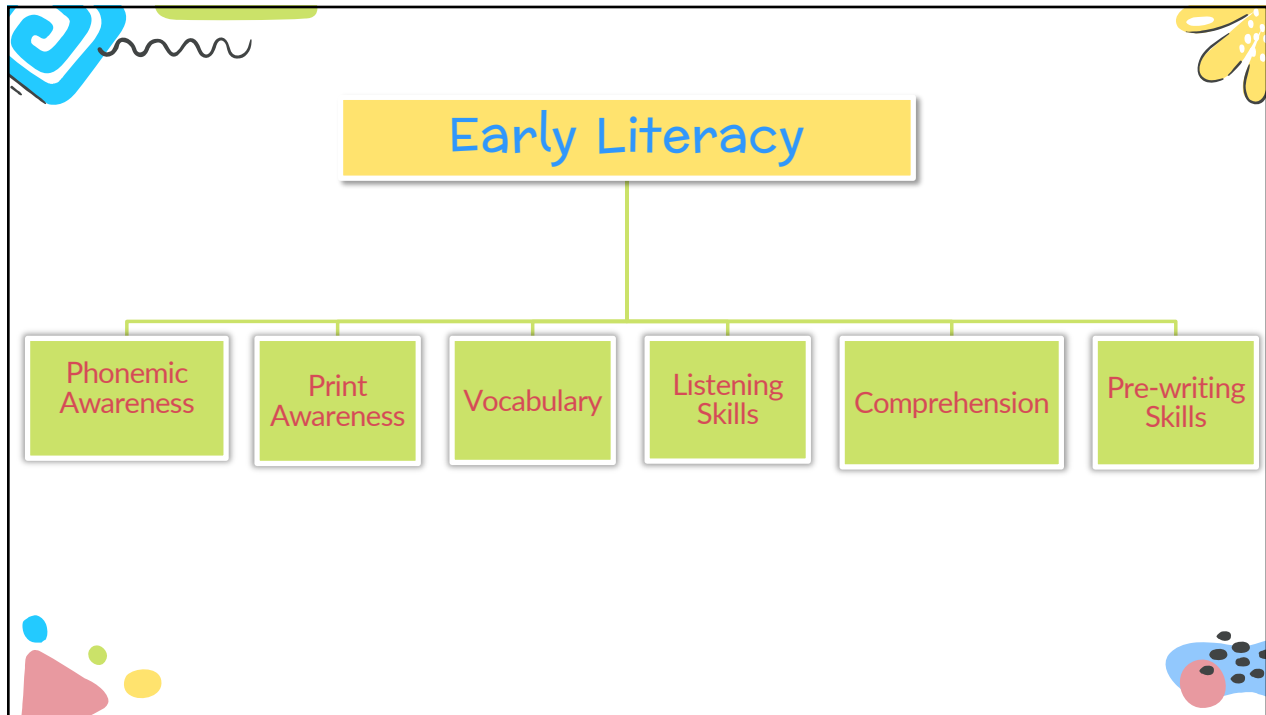 Early Literacy
Phonemic
Awareness
Print
Awareness
Vocabulary
Listening
Skills
Comprehension
Pre-writing
Skills